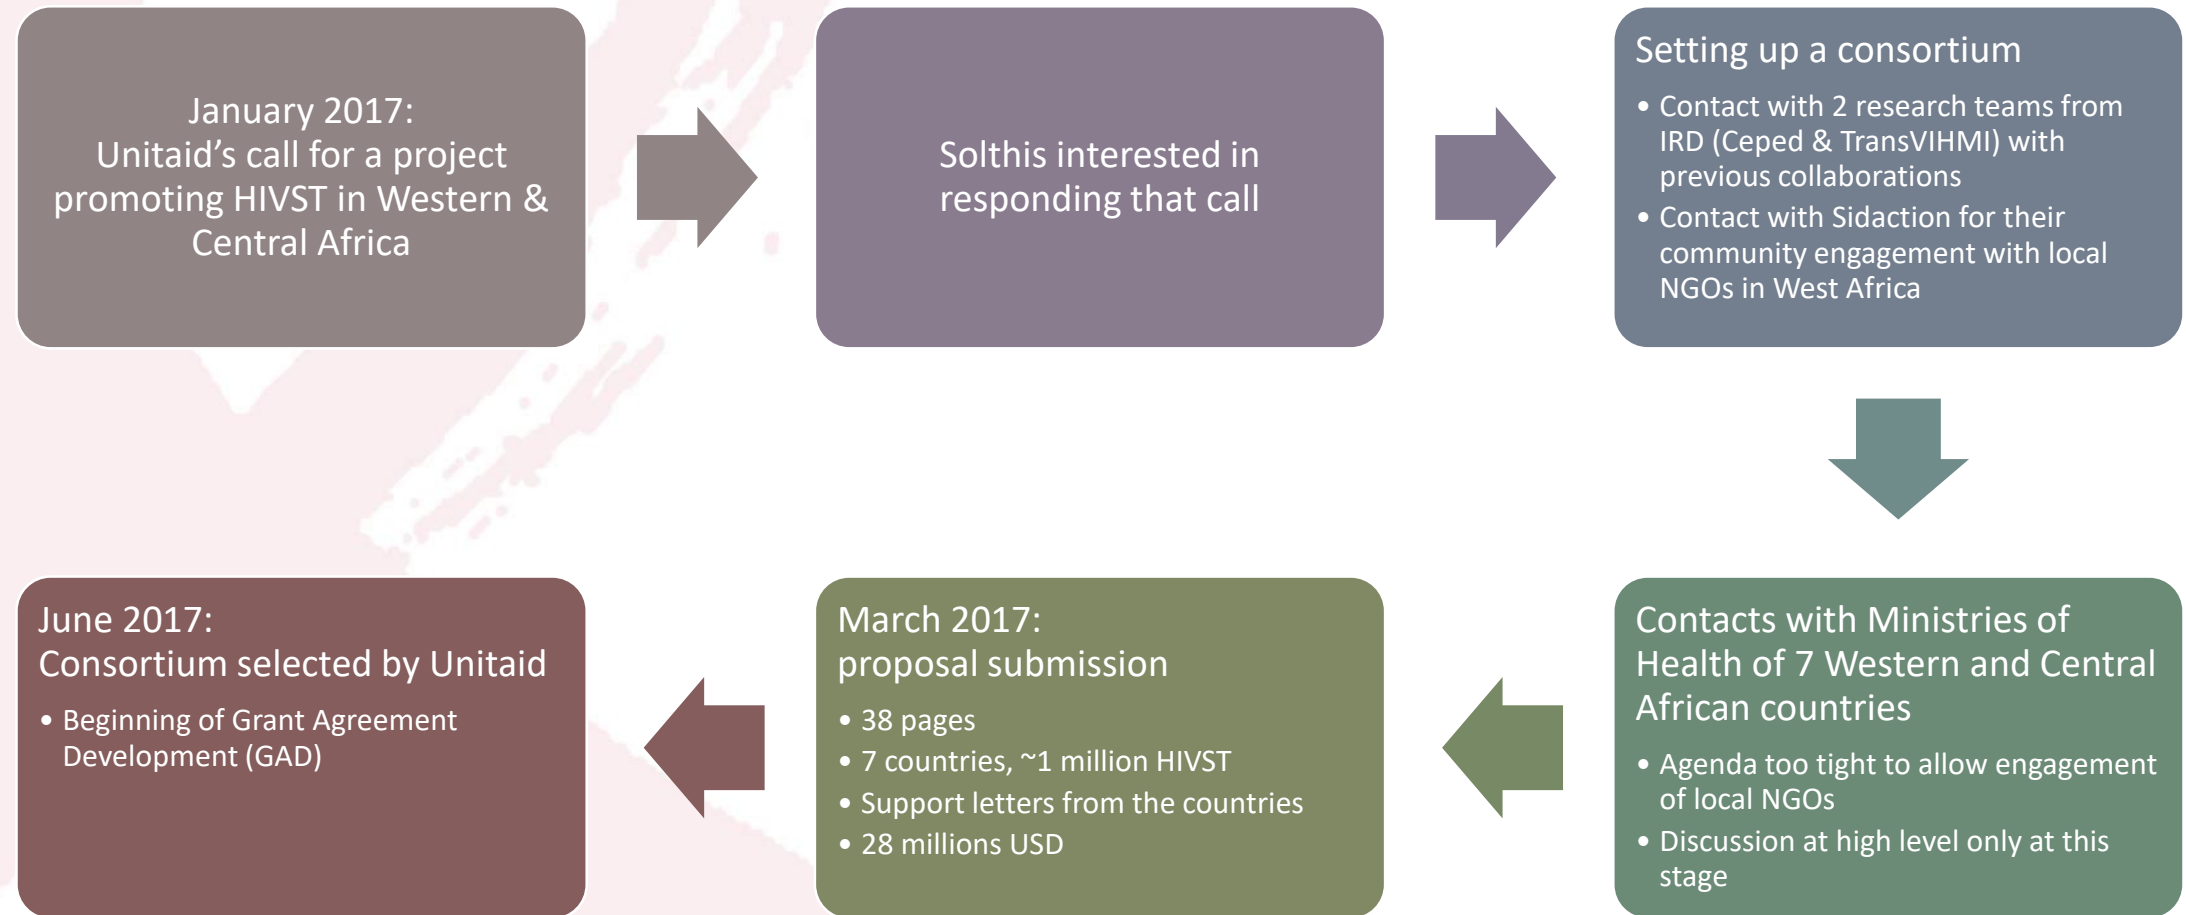 January 2017:
Unitaid’s call for a project
promoting HIVST in Western &
Central Africa
Solthis interested in
responding that call
Setting up a consortium
• Contact with 2 research teams from
IRD (Ceped & TransVIHMI) with
previous collaborations
• Contact with Sidaction for their
community engagement with local
NGOs in West Africa
Contacts with Ministries of
Health of 7 Western and Central
African countries
• Agenda too tight to allow engagement
of local NGOs
• Discussion at high level only at this
stage
March 2017:
proposal submission
• 38 pages
• 7 countries, ~1 million HIVST
• Support letters from the countries
• 28 millions USD
June 2017:
Consortium selected by Unitaid
• Beginning of Grant Agreement
Development (GAD)